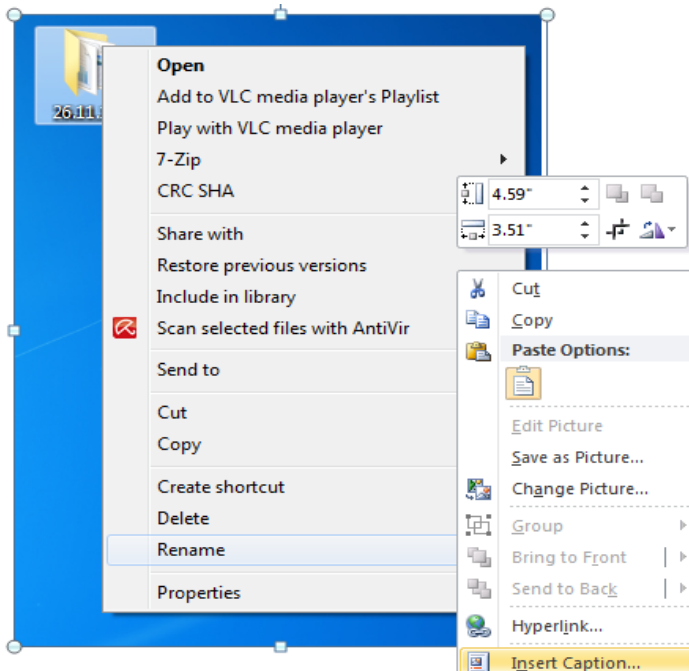 26.11.
Open
Add to VLC media player's Playlist
Play with VLC media player
7-Zip
CRC SHA
Share with
Restore previous versions
Include in library
Scan selected files with AntiVir
Send to
Cut
Copy
Create shortcut
Delete
Rename
Properties
4.59"
3.51"
Cut
Copy
Paste Options:
Edit Picture
Save as Picture...
Change Picture...
Group
Bring to Front
Send to Back
Hyperlink...
Insert Caption...